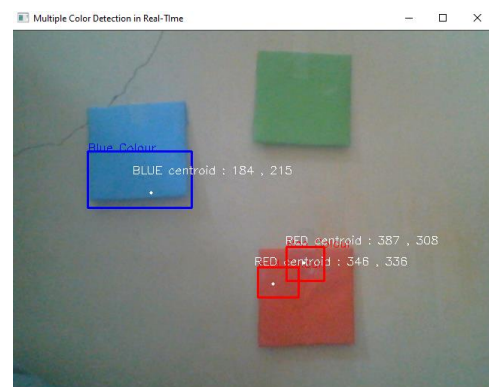 Multiple Color Detection in Real-TIme
Blue Colour
BLUE centroid : 184 , 215
RED centroid : 387 , 308
RED centroid : 346 , 336